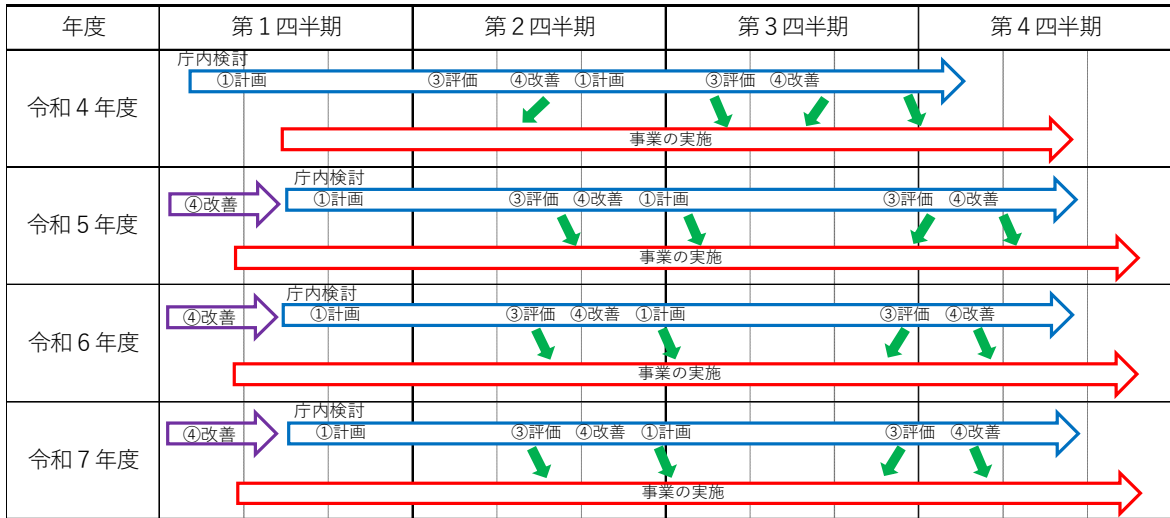 年度 第１四半期 第２四半期 第３四半期 第４四半期
令和４年度
庁内検討
①計画 ③評価 ④改善 ①計画 ③評価 ④改善
事業の実施
令和５年度
庁内検討
④改善 ①計画 ③評価 ④改善 ①計画 ③評価 ④改善
事業の実施
令和６年度
庁内検討
④改善 ①計画 ③評価 ④改善 ①計画 ③評価 ④改善
事業の実施
令和７年度
庁内検討
④改善 ①計画 ③評価 ④改善 ①計画 ③評価 ④改善
事業の実施